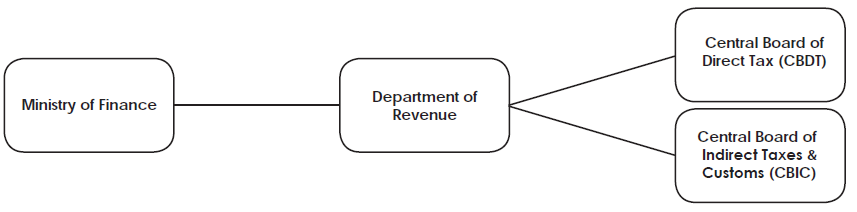 Ministry of Finance
Department of
Revenue
Central Board of
Direct Tax (CBDT)
Central Board of
Indirect Taxes &
Customs (CBIC)